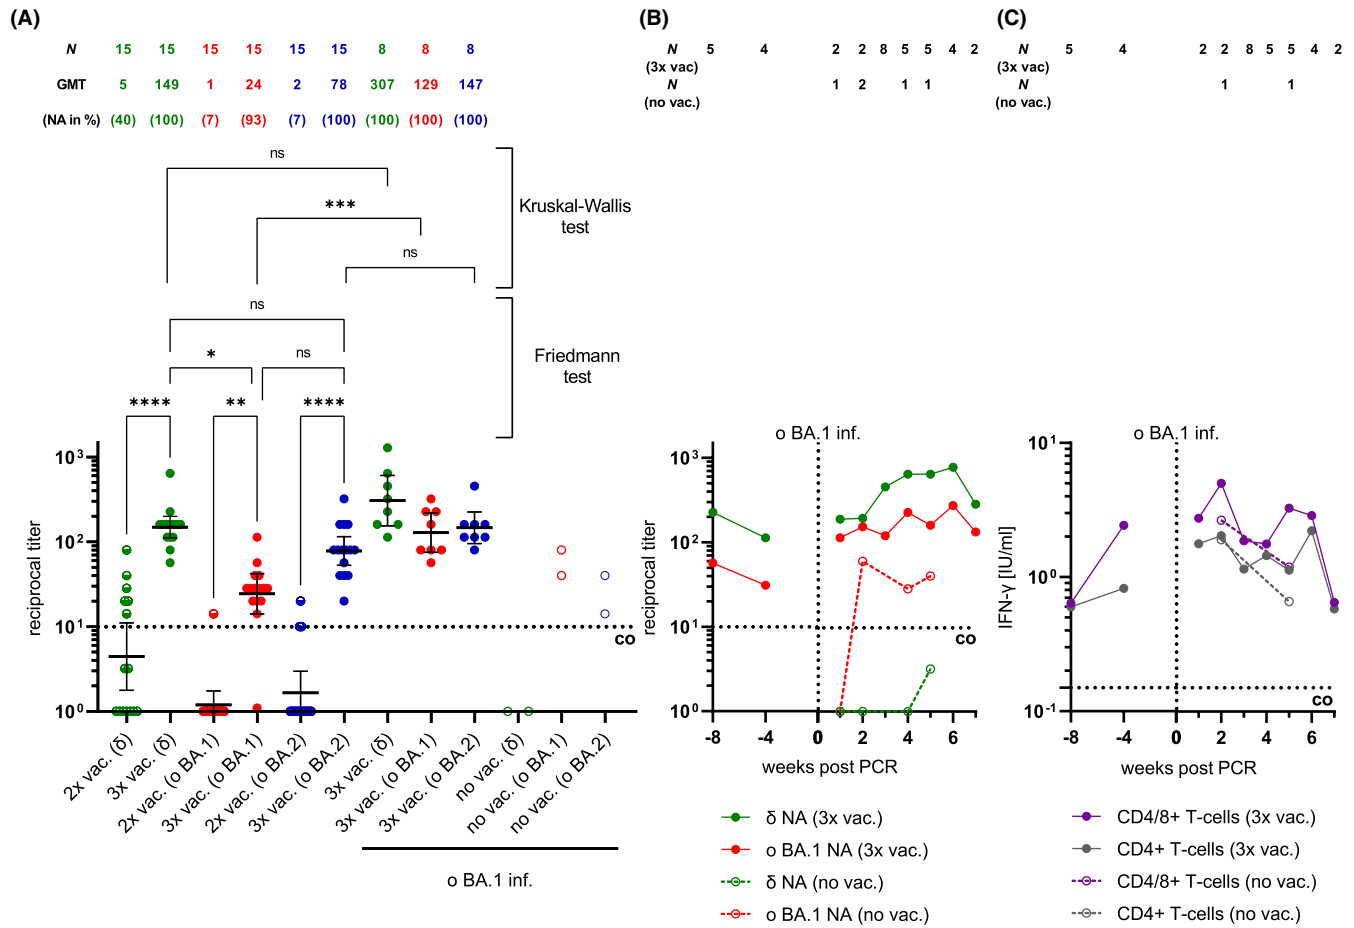 (A)
N 15 15 15 15 15 15 8 8 8
GMT 5 149 1 24 2 78 307 129 147
(NA in %) (40) (100) (7) (93) (7) (100) (100) (100) (100)
ns
***
ns
Kruskal-Wallis
test
ns
* ns
**** ** ****
Friedmann
test
reciprocal titer
10³
10²
10¹
10⁰
co
2x vac. (δ)
3x vac. (δ)
2x vac. (o BA.1)
3x vac. (o BA.1)
2x vac. (o BA.2)
3x vac. (o BA.2)
3x vac. (δ)
3x vac. (o BA.1)
3x vac. (o BA.2)
no vac. (δ)
no vac. (o BA.1)
no vac. (o BA.2)
o BA.1 inf.
(B)
N 5 4 2 2 8 5 5 4 2
(3x vac)
N 1 2 1 1
(no vac.)
o BA.1 inf.
reciprocal titer
10³
10²
10¹
10⁰
co
-8 -4 0 2 4 6
weeks post PCR
δ NA (3x vac.)
o BA.1 NA (3x vac.)
δ NA (no vac.)
o BA.1 NA (no vac.)
(C)
N 5 4 2 2 8 5 5 4 2
(3x vac)
N 1 1
(no vac.)
o BA.1 inf.
IFN-γ [IU/ml]
10¹
10⁰
10⁻¹
co
-8 -4 0 2 4 6
weeks post PCR
CD4/8+ T-cells (3x vac.)
CD4+ T-cells (3x vac.)
CD4/8+ T-cells (no vac.)
CD4+ T-cells (no vac.)